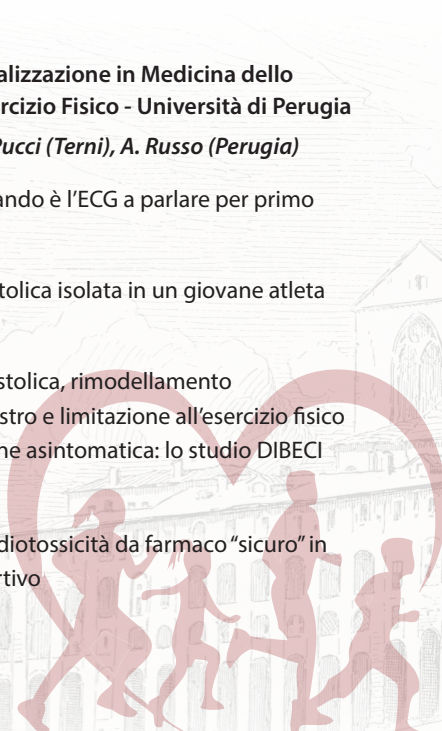 alizzazione in Medicina dello
rcizio Fisico - Università di Perugia
Pucci (Terni), A. Russo (Perugia)
ando è l'ECG a parlare per primo
tolica isolata in un giovane atleta
stolica, rimodellamento
stro e limitazione all'esercizio fisico
ne asintomatica: lo studio DIBECI
diotossicità da farmaco "sicuro" in
rtivo